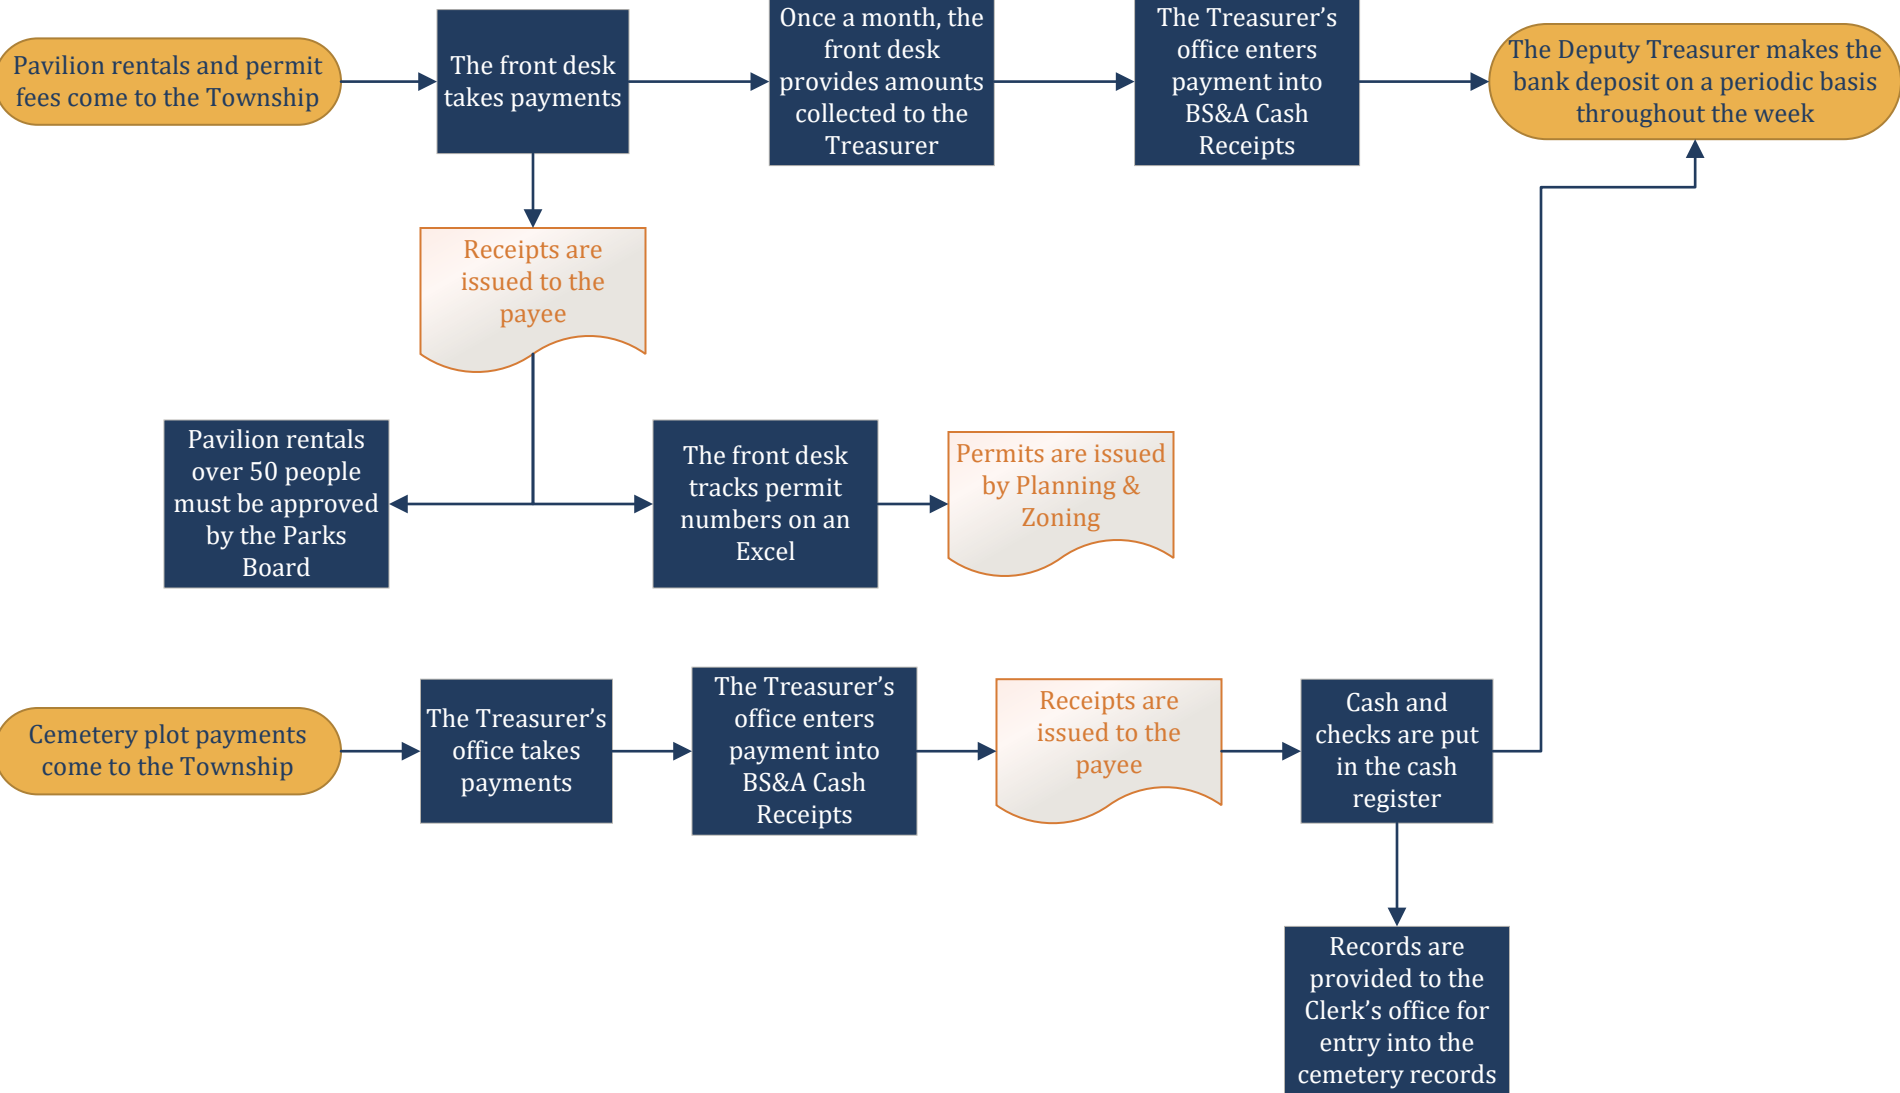 Pavilion rentals and permit
fees come to the Township
The front desk
takes payments
Once a month, the
front desk
provides amounts
collected to the
Treasurer
The Treasurer’s
office enters
payment into
BS&A Cash
Receipts
The Deputy Treasurer makes the
bank deposit on a periodic basis
throughout the week
Receipts are
issued to the
payee
Pavilion rentals
over 50 people
must be approved
by the Parks
Board
The front desk
tracks permit
numbers on an
Excel
Permits are issued
by Planning &
Zoning
Cemetery plot payments
come to the Township
The Treasurer’s
office takes
payments
The Treasurer’s
office enters
payment into
BS&A Cash
Receipts
Receipts are
issued to the
payee
Cash and
checks are put
in the cash
register
Records are
provided to the
Clerk’s office for
entry into the
cemetery records